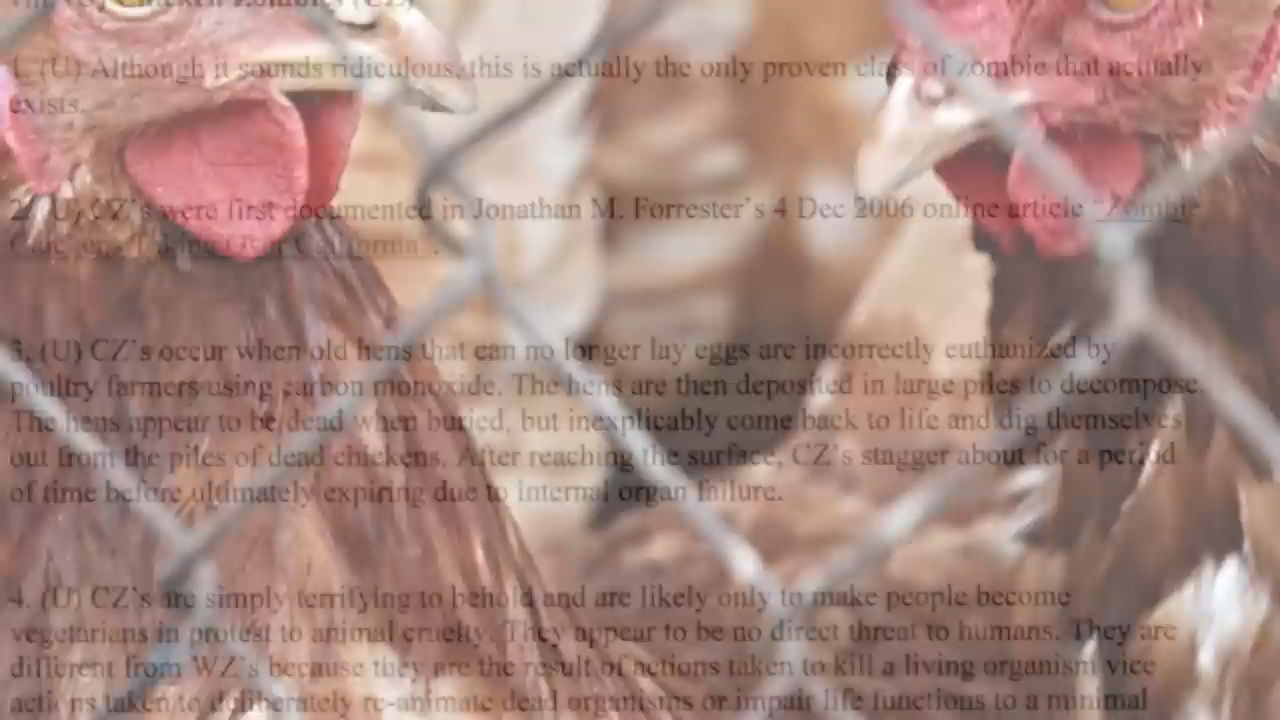 Chicken Zombies (CZ)
1. (U) Although it sounds ridiculous, this is actually the only proven class of zombie that actually
exists.
2. (U) CZ's were first documented in Jonathan M. Forrester's 4 Dec 2006 online article "Zombie
Chickens Taking Over California".
3. (U) CZ's occur when old hens that can no longer lay eggs are incorrectly euthanized by
poultry farmers using carbon monoxide. The hens are then deposited in large piles to decompose.
The hens appear to be dead when buried, but inexplicably come back to life and dig themselves
out from the piles of dead chickens. After reaching the surface, CZ's stagger about for a period
of time before ultimately expiring due to internal organ failure.
4. (U) CZ's are simply terrifying to behold and are likely only to make people become
vegetarians in protest to animal cruelty. They appear to be no direct threat to humans. They are
different from WZ's because they are the result of actions taken to kill a living organism vice
actions taken to deliberately re-animate dead organisms or impair life functions to a minimal